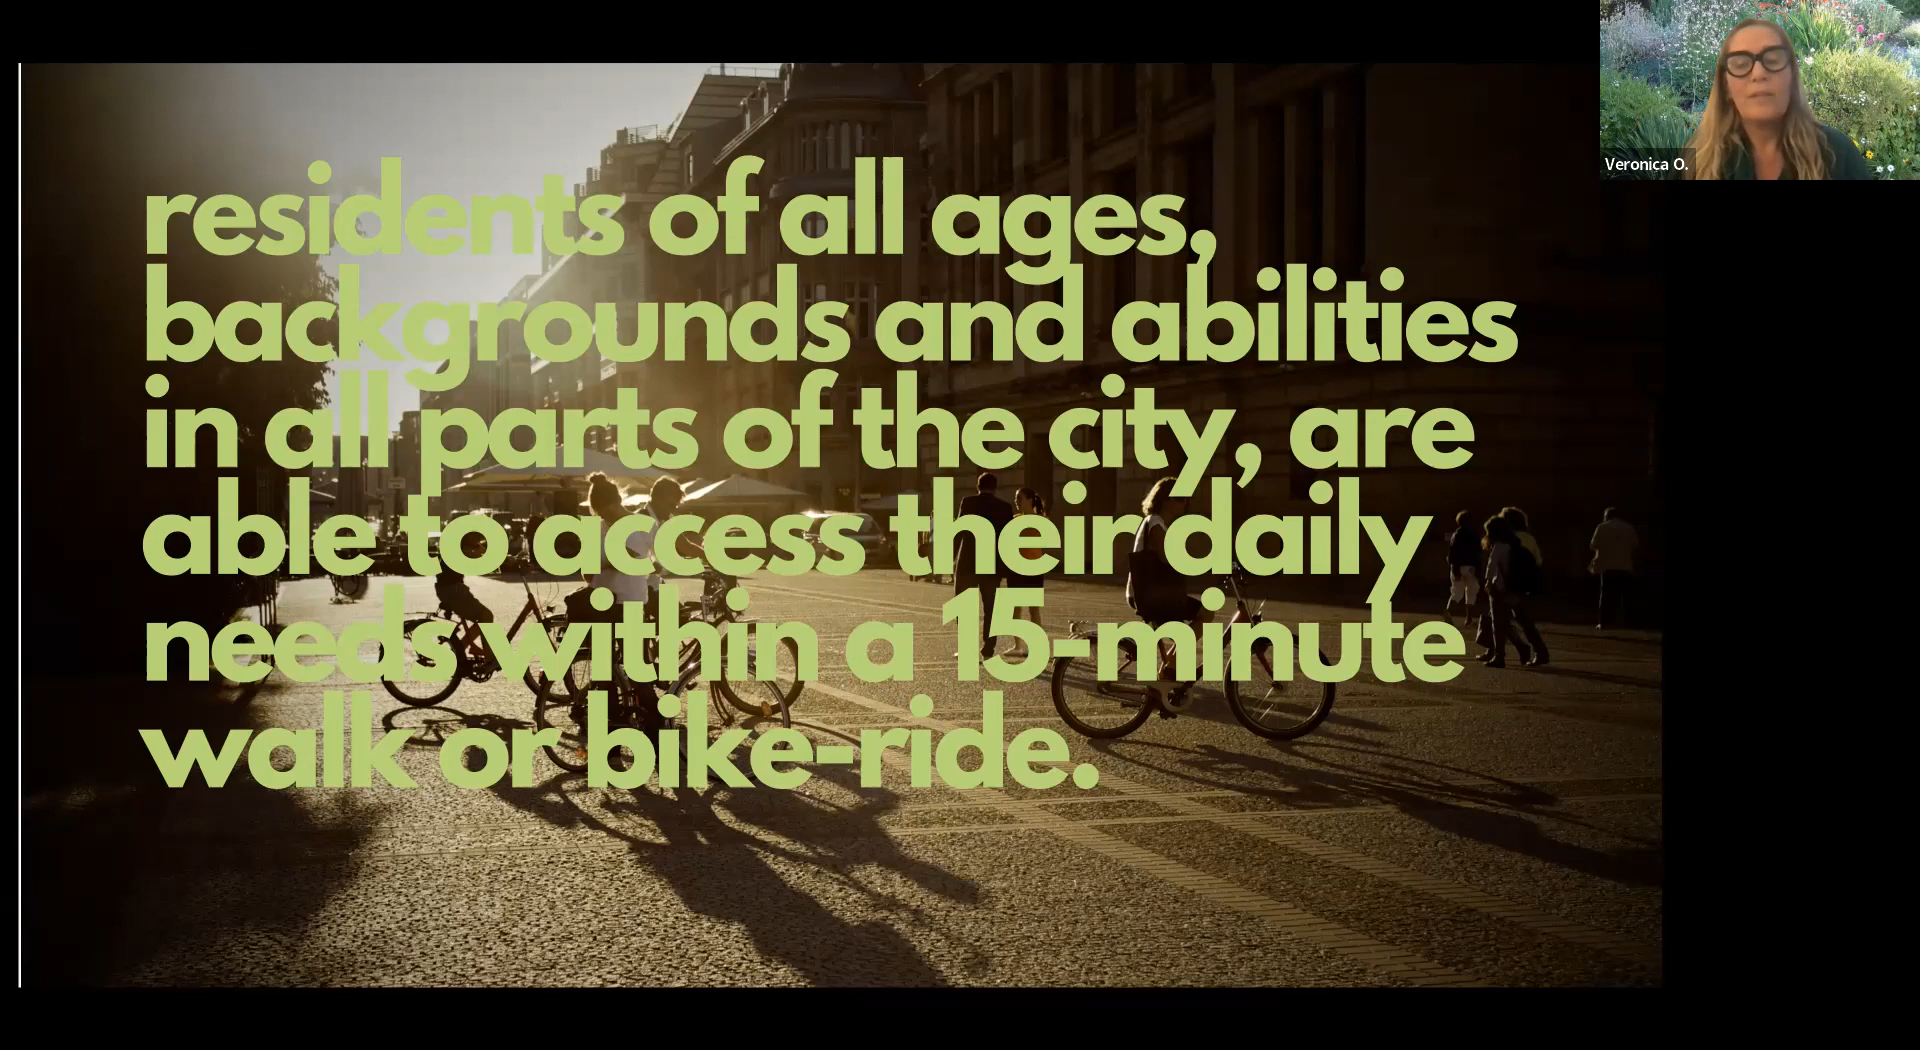 residents of all ages,
backgrounds and abilities
in all parts of the city, are
able to access their daily
needs within a 15-minute
walk or bike-ride.
Veronica O.